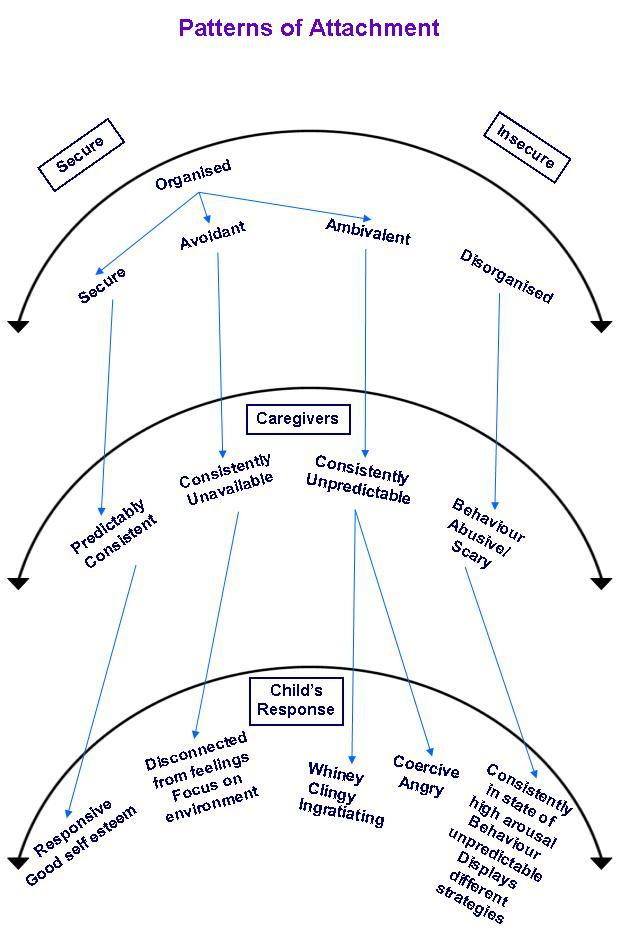 Patterns of Attachment
Secure
Insecure
Organised
Secure
Avoidant
Ambivalent
Disorganised
Caregivers
Predictably
Consistent
Consistently
Unavailable
Consistently
Unpredictable
Behaviour
Abusive/
Scary
Child's
Response
Responsive
Good self esteem
Disconnected
from feelings
Focus on
environment
Whiney
Clingy
Ingratiating
Coercive
Angry
Consistently
in state of
high arousal
Behaviour
unpredictable
Displays
different
strategies